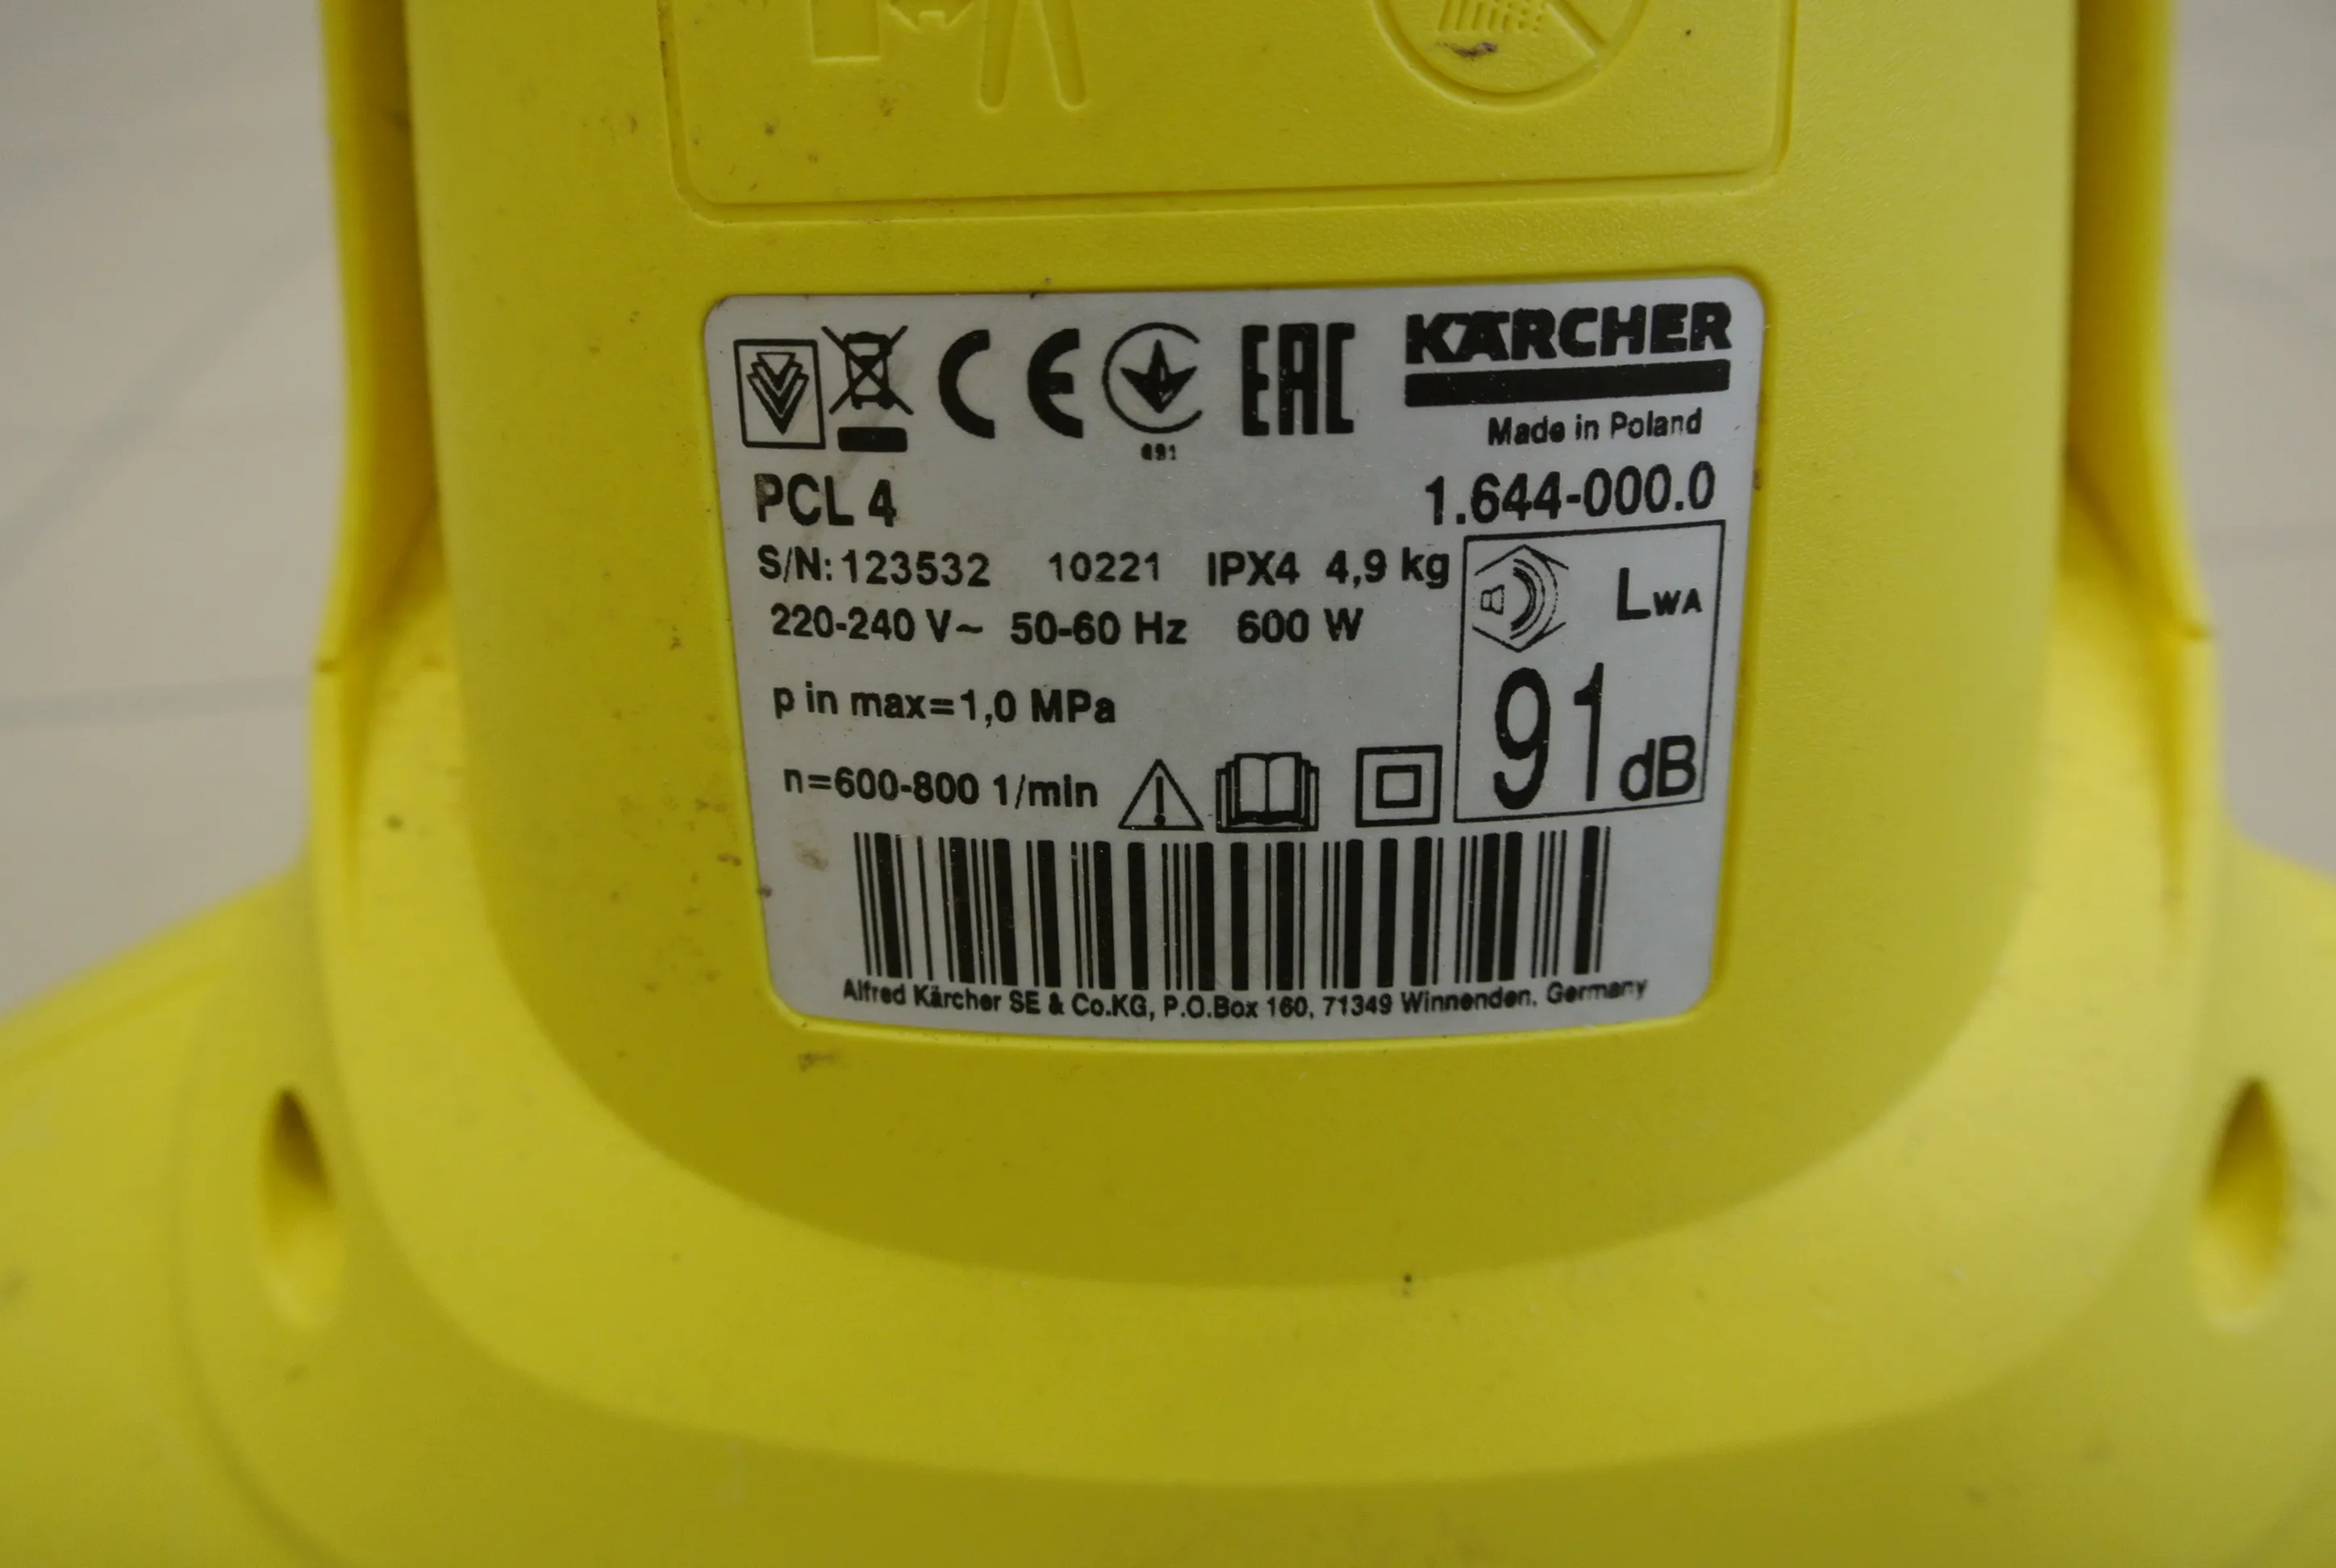 CE EAC KÄRCHER
Made in Poland
PCL 4 1.644-000.0
S/N: 123532 10221 IPX4 4,9 kg
220-240 V~ 50-60 Hz 600 W
LWA
p in max=1,0 MPa
91 dB
n=600-800 1/min
Alfred Kärcher SE & Co.KG, P.O.Box 160, 71349 Winnenden, Germany